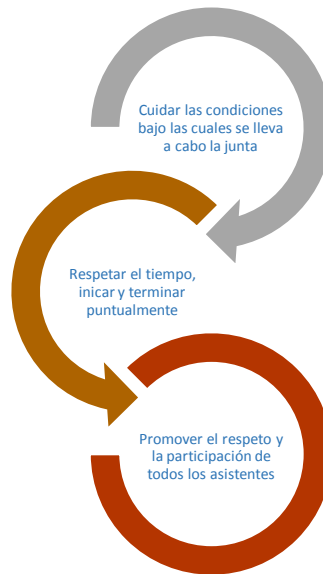 Cuidar las condiciones
bajo las cuales se lleva
a cabo la junta
Respetar el tiempo,
inicar y terminar
puntualmente
Promover el respeto y
la participación de
todos los asistentes